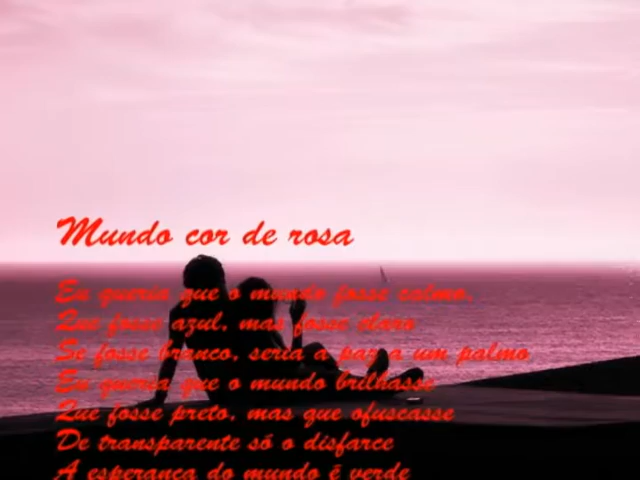 Mundo cor de rosa
Eu queria que o mundo fosse calmo.
Que fosse azul, mas fosse claro
Se fosse branco, seria a paz a um palmo
Eu queria que o mundo brilhasse
Que fosse preto, mas que ofuscasse
De transparente só o disfarce
A esperança do mundo é verde